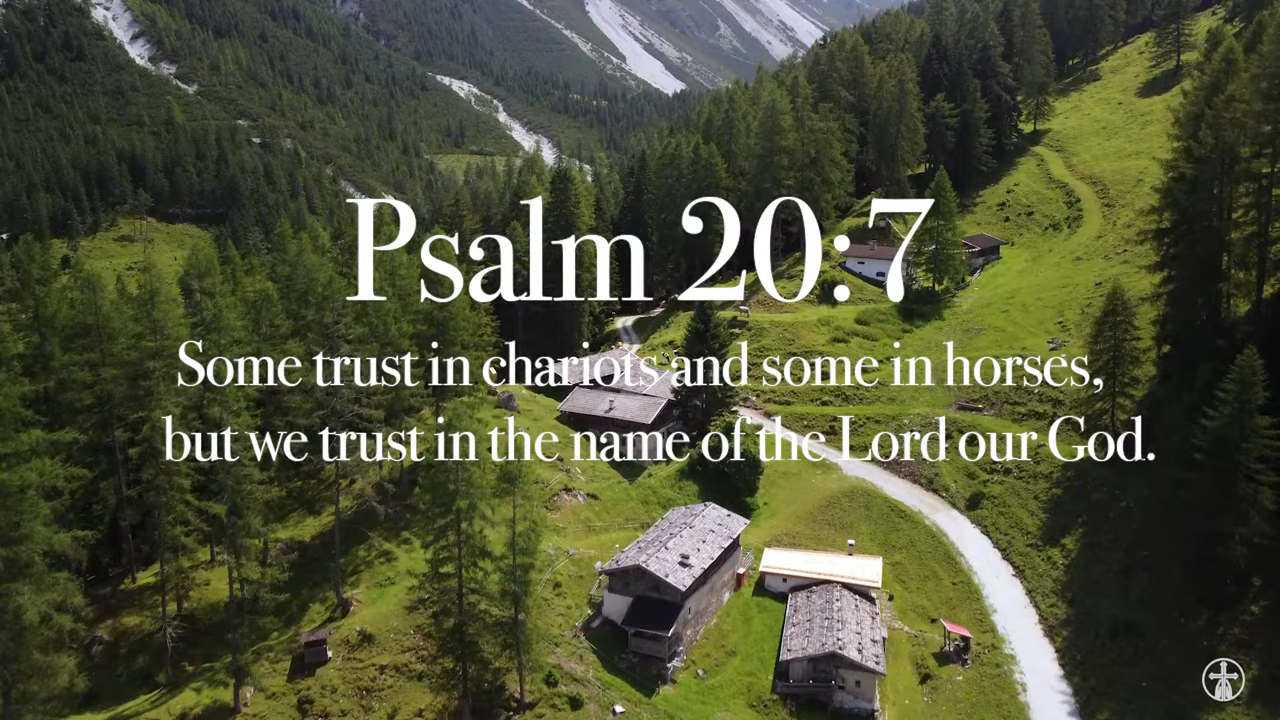 Psalm 20:7
Some trust in chariots and some in horses,
but we trust in the name of the Lord our God.